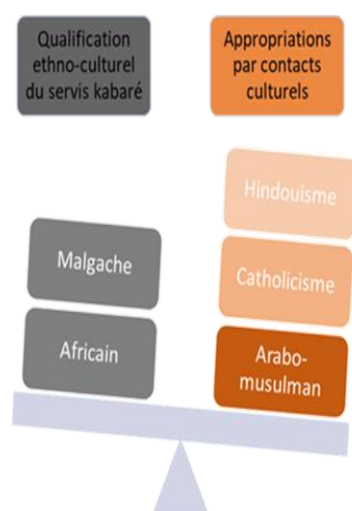 Qualification
ethno-culturel
du servis kabaré
Appropriations
par contacts
culturels
Hindouisme
Malgache
Catholicisme
Africain
Arabo-
musulman